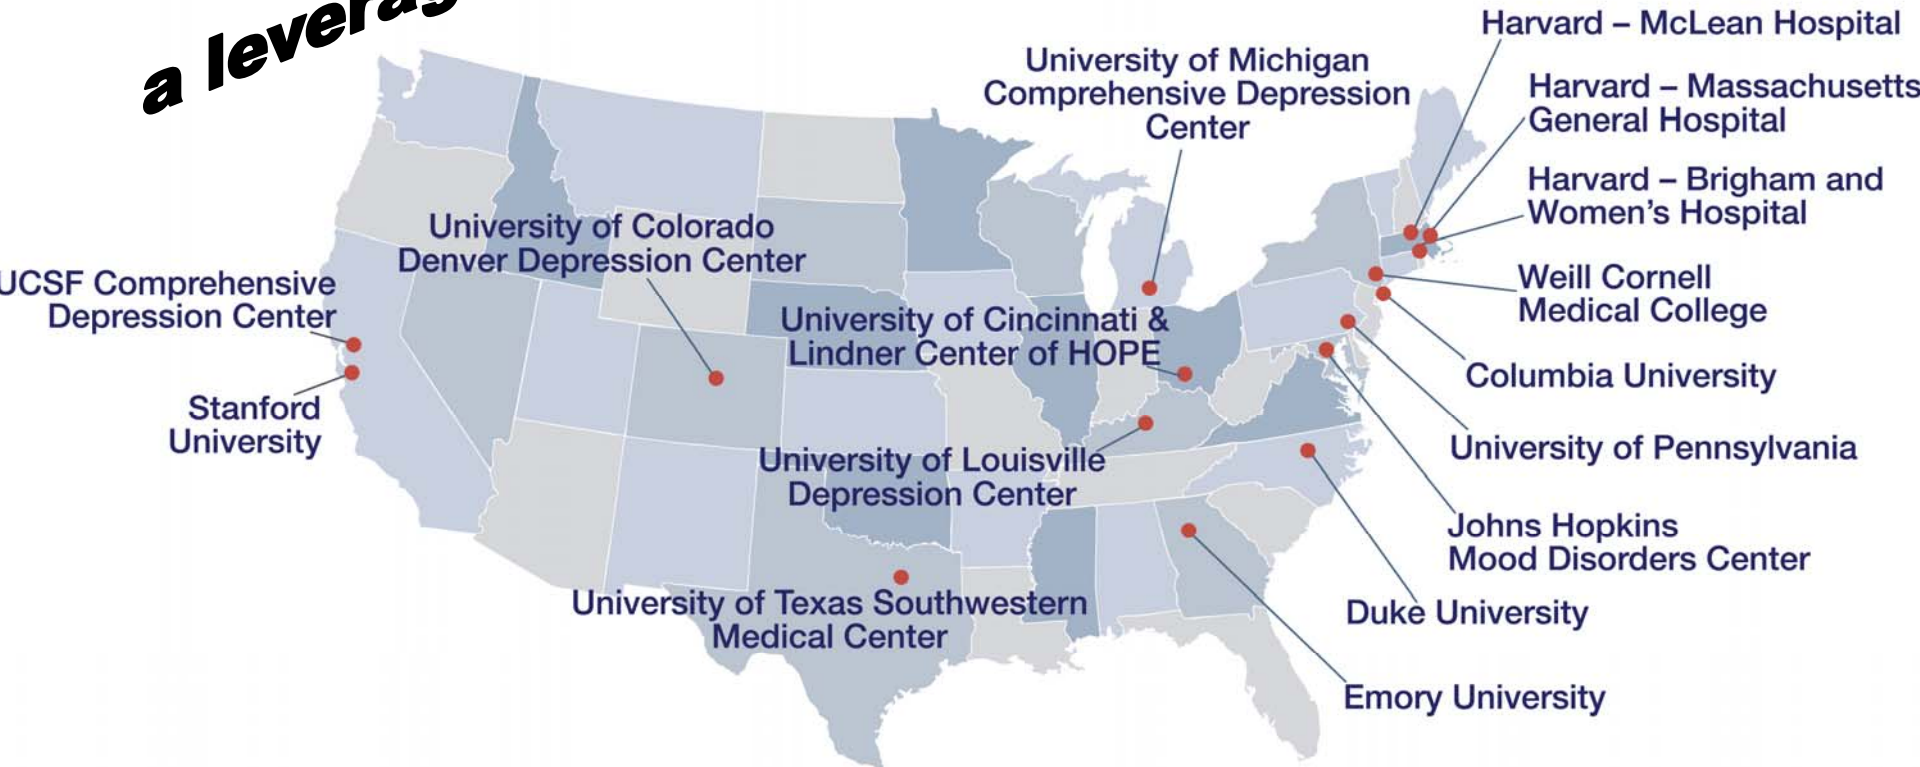 a
Harvard – McLean Hospital
University of Michigan
Comprehensive Depression
Center
Harvard – Massachusetts
General Hospital
Harvard – Brigham and
Women's Hospital
University of Colorado
Denver Depression Center
UCSF Comprehensive
Depression Center
Weill Cornell
Medical College
University of Cincinnati &
Lindner Center of HOPE
Columbia University
Stanford
University
University of Pennsylvania
University of Louisville
Depression Center
Johns Hopkins
Mood Disorders Center
University of Texas Southwestern
Medical Center
Duke University
Emory University